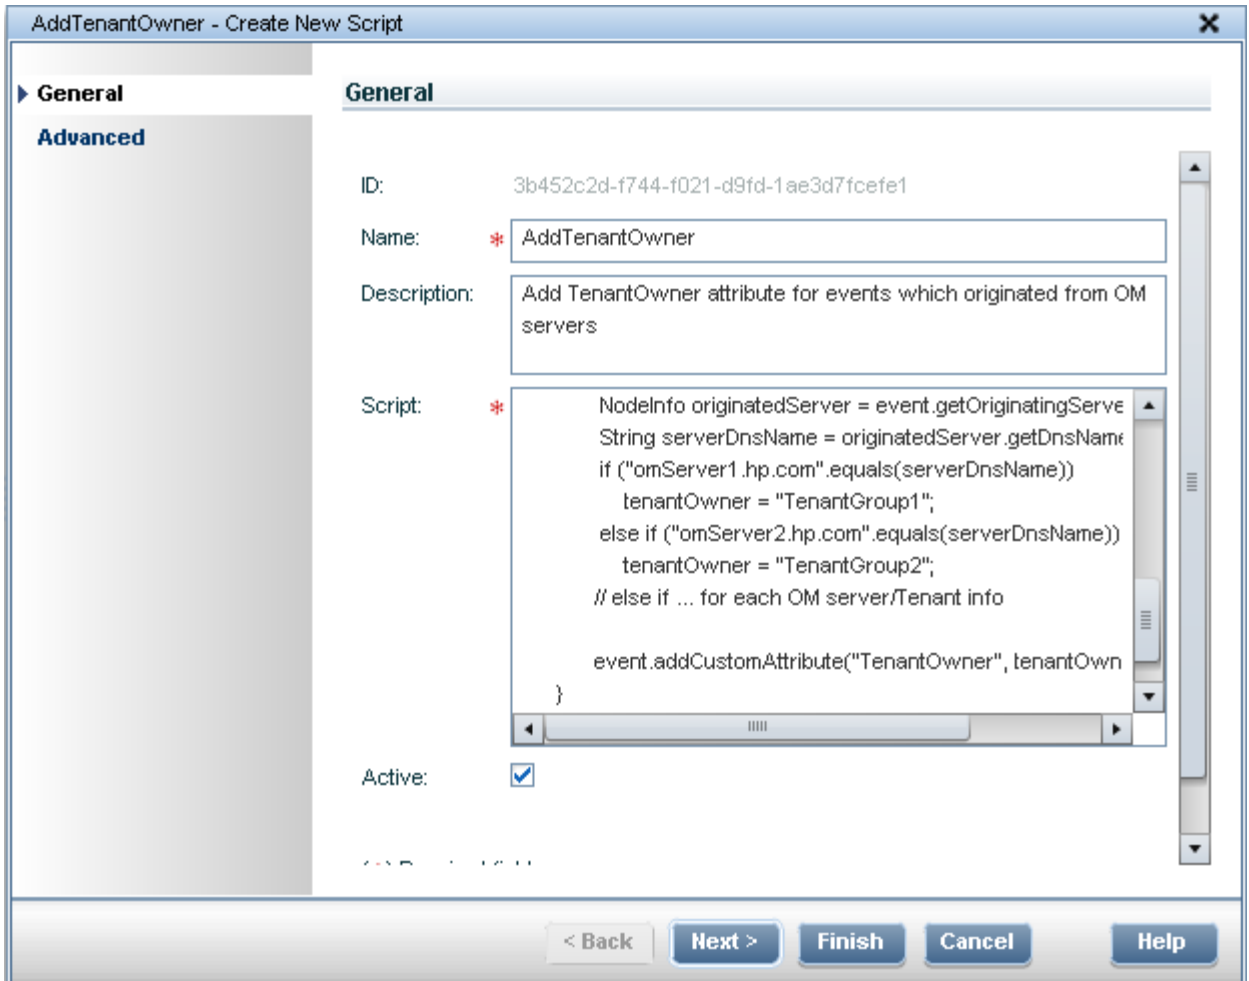 AddTenantOwner - Create New Script
General
Advanced
General
ID: 3b452c2d-f744-f021-d9fd-1ae3d7fcefe1
Name: * AddTenantOwner
Description: Add TenantOwner attribute for events which originated from OM
servers
Script: * NodeInfo originatedServer = event.getOriginatingServe
String serverDnsName = originatedServer.getDnsName
if ("omServer1.hp.com".equals(serverDnsName))
tenantOwner = "TenantGroup1";
else if ("omServer2.hp.com".equals(serverDnsName))
tenantOwner = "TenantGroup2";
// else if ... for each OM server/Tenant info
event.addCustomAttribute("TenantOwner", tenantOwn
}
Active:
< Back Next > Finish Cancel Help